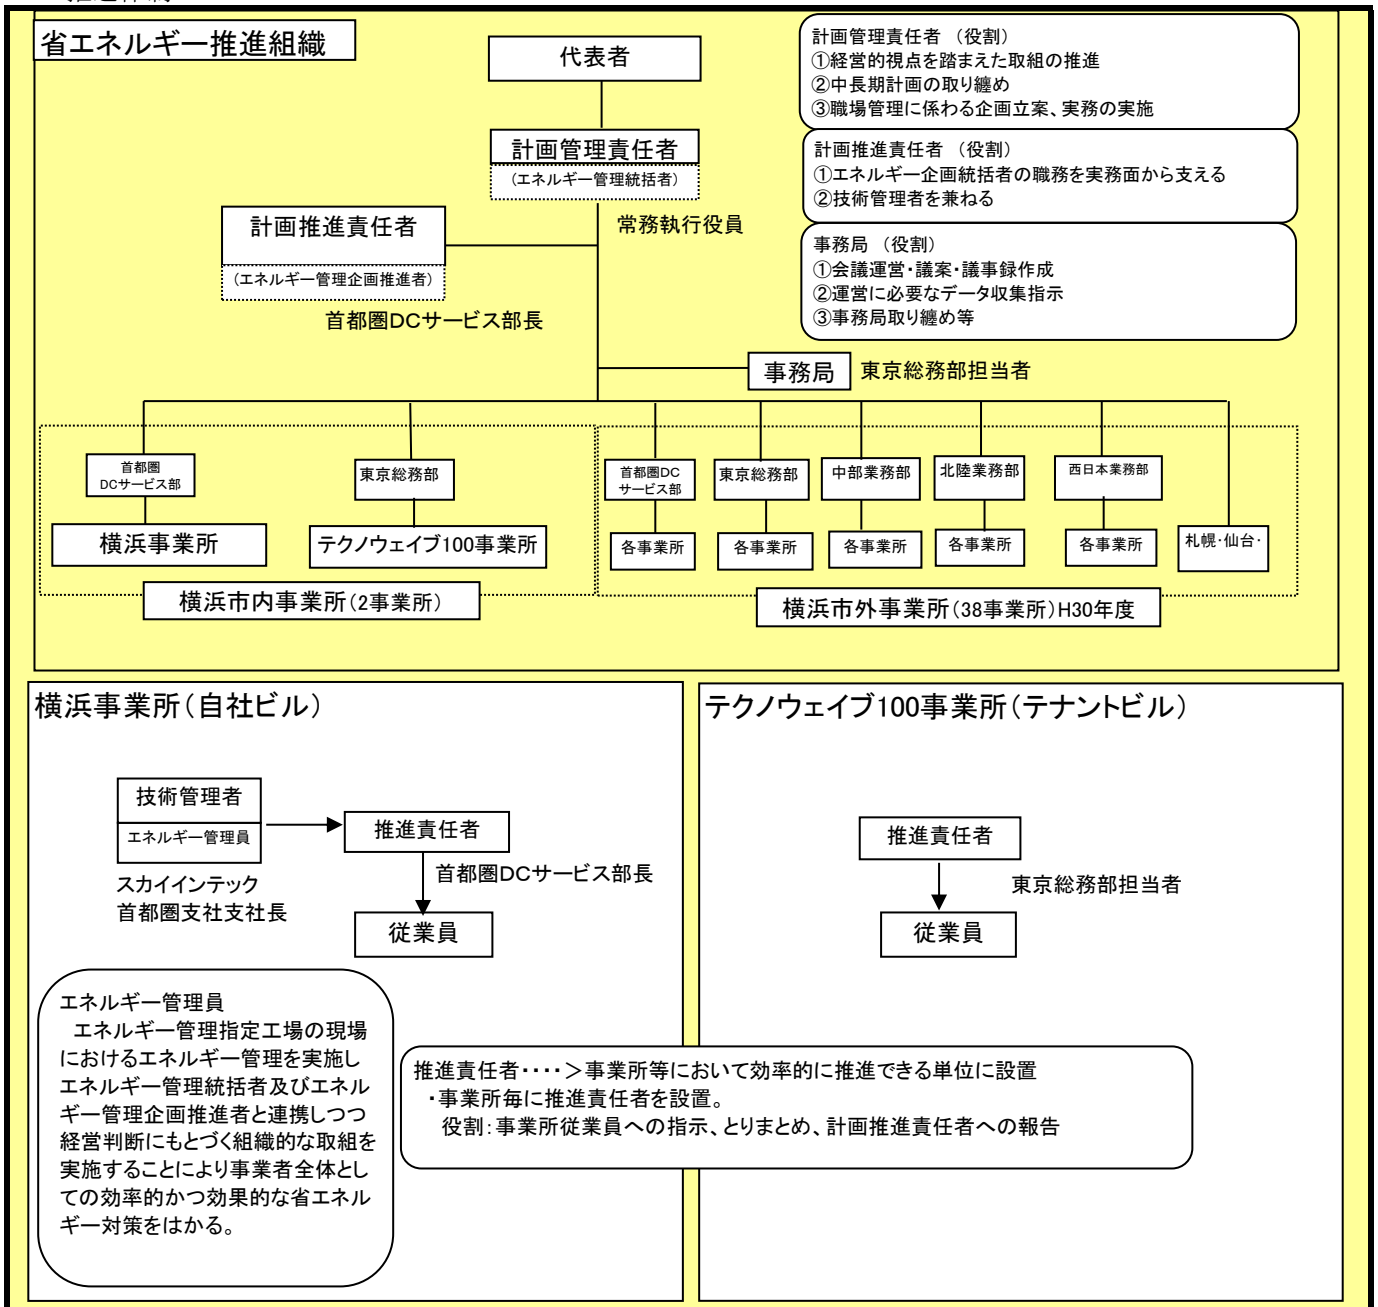 省エネルギー推進組織
代表者
計画管理責任者
(エネルギー管理統括者)
常務執行役員
計画推進責任者
(エネルギー管理企画推進者)
首都圏DCサービス部長
計画管理責任者 (役割)
①経営的視点を踏まえた取組の推進
②中長期計画の取り纏め
③職場管理に係わる企画立案、実務の実施
計画推進責任者 (役割)
①エネルギー企画統括者の職務を実務面から支える
②技術管理者を兼ねる
事務局 (役割)
①会議運営・議案・議事録作成
②運営に必要なデータ収集指示
③事務局取り纏め等
事務局
東京総務部担当者
首都圏
DCサービス部
東京総務部
首都圏DC
サービス部
東京総務部
中部業務部
北陸業務部
西日本業務部
横浜事業所
テクノウェイブ100事業所
各事業所
各事業所
各事業所
各事業所
各事業所
札幌・仙台・
横浜市内事業所(2事業所)
横浜市外事業所(38事業所)H30年度
横浜事業所(自社ビル)
技術管理者
エネルギー管理員
スカイインテック
首都圏支社支社長
推進責任者
首都圏DCサービス部長
従業員
エネルギー管理員
エネルギー管理指定工場の現場
におけるエネルギー管理を実施し
エネルギー管理統括者及びエネル
ギー管理企画推進者と連携しつつ
経営判断にもとづく組織的な取組を
実施することにより事業者全体とし
ての効率的かつ効果的な省エネル
ギー対策をはかる。
テクノウェイブ100事業所(テナントビル)
推進責任者
東京総務部担当者
従業員
推進責任者・・・・>事業所等において効率的に推進できる単位に設置
・事業所毎に推進責任者を設置。
役割:事業所従業員への指示、とりまとめ、計画推進責任者への報告